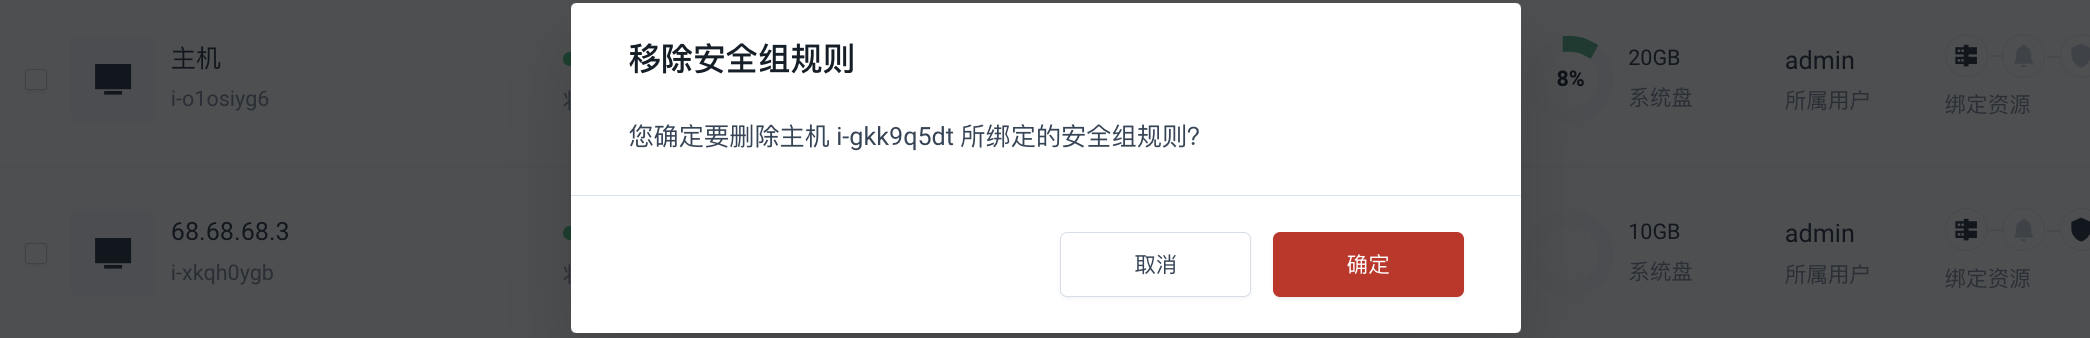 移除安全组规则
您确定要删除主机 i-gkk9q5dt 所绑定的安全组规则?
取消
确定
主机
i-o1osiyg6
8%
20GB
系统盘
admin
所属用户
绑定资源
68.68.68.3
i-xkqh0ygb
10GB
系统盘
admin
所属用户
绑定资源